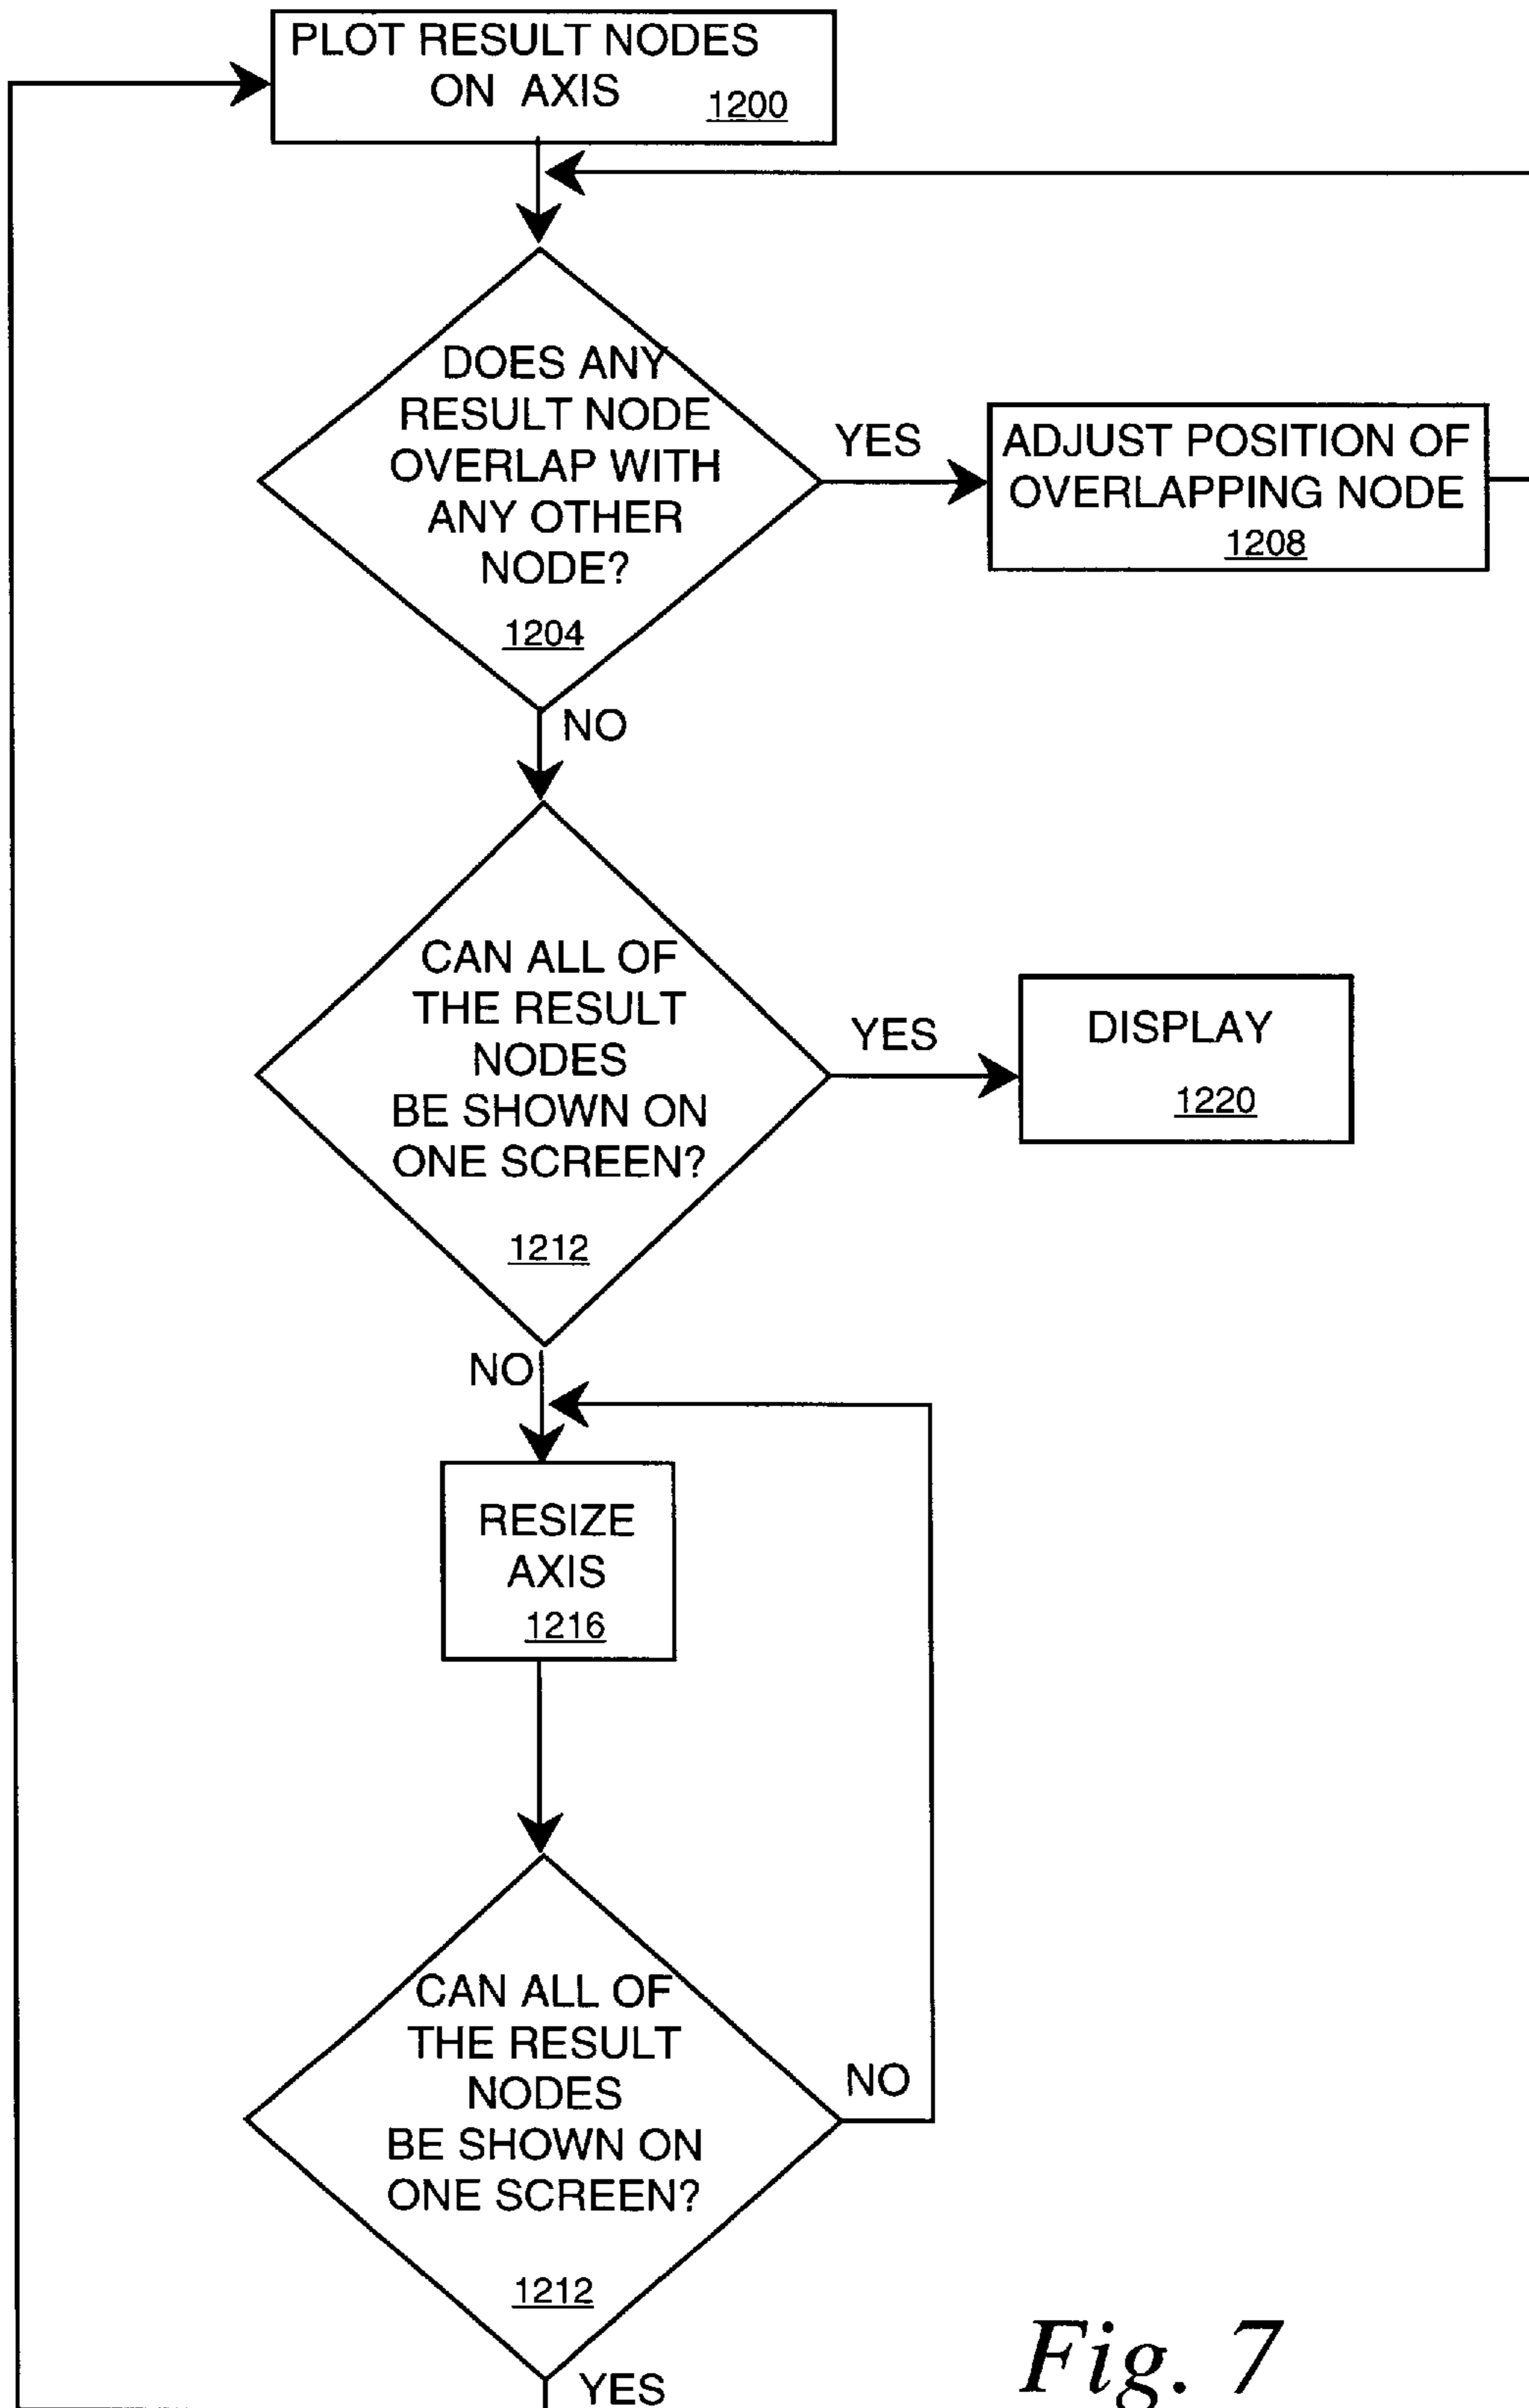 PLOT RESULT NODES
ON AXIS 1200
DOES ANY
RESULT NODE
OVERLAP WITH
ANY OTHER
NODE?
1204
YES
ADJUST POSITION OF
OVERLAPPING NODE
1208
NO
CAN ALL OF
THE RESULT
NODES
BE SHOWN ON
ONE SCREEN?
1212
YES
DISPLAY
1220
NO
RESIZE
AXIS
1216
CAN ALL OF
THE RESULT
NODES
BE SHOWN ON
ONE SCREEN?
1212
NO
YES
Fig. 7